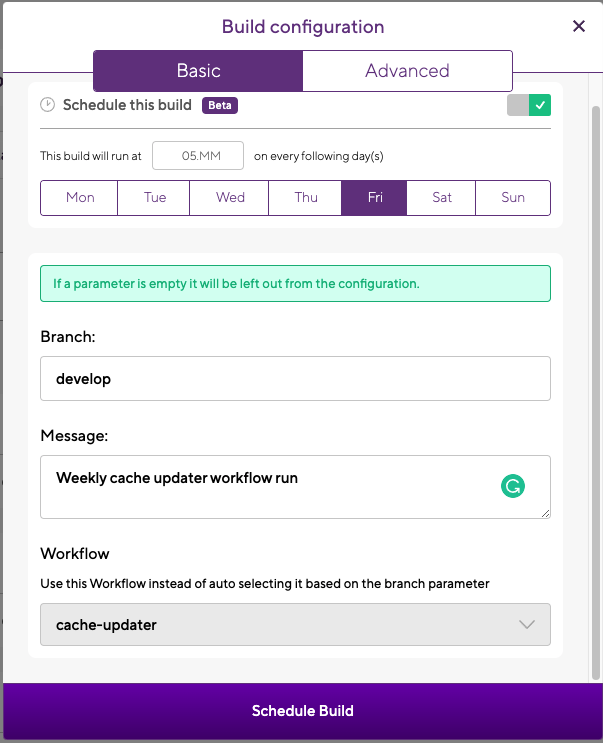 Build configuration
Basic
Advanced
Schedule this build Beta
This build will run at 05.MM on every following day(s)
Mon Tue Wed Thu Fri Sat Sun
If a parameter is empty it will be left out from the configuration.
Branch:
develop
Message:
Weekly cache updater workflow run
Workflow
Use this Workflow instead of auto selecting it based on the branch parameter
cache-updater
Schedule Build